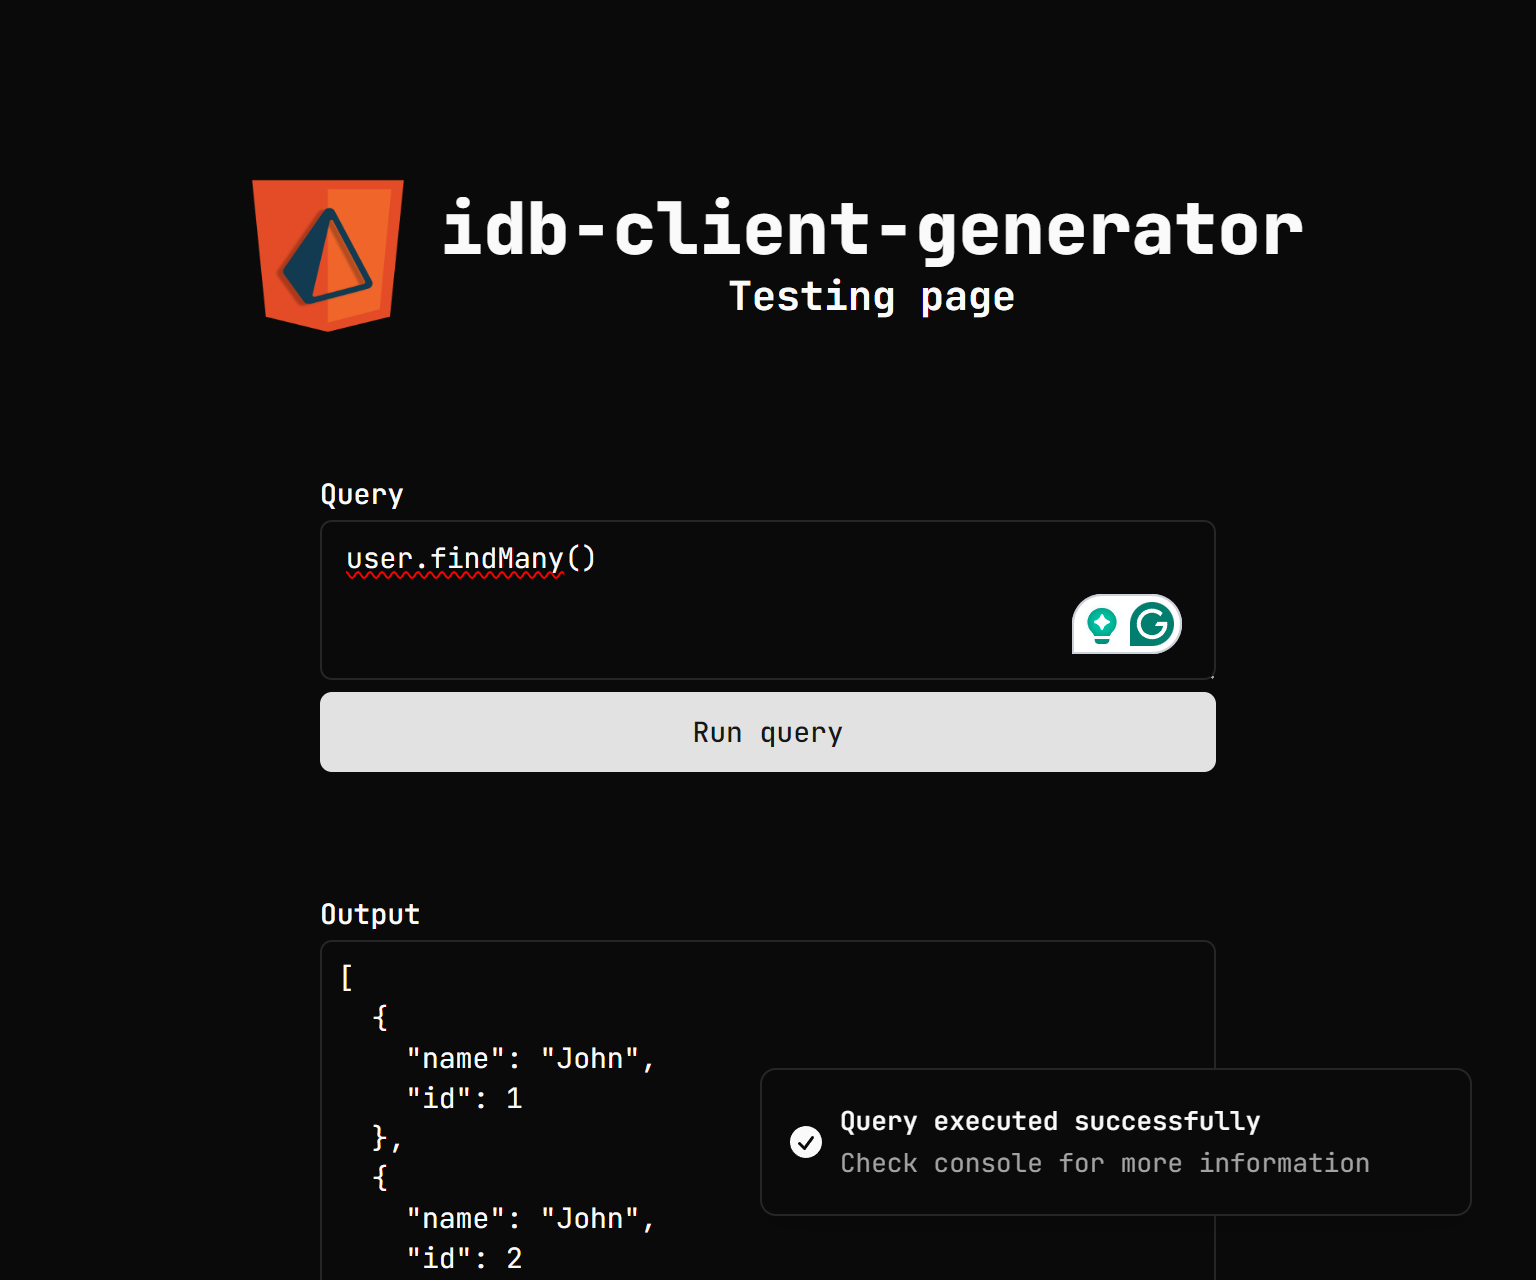 idb-client-generator
Testing page
Query
user.findMany()
Run query
Output
[
  {
    "name": "John",
    "id": 1
  },
  {
    "name": "John",
    "id": 2
Query executed successfully
Check console for more information